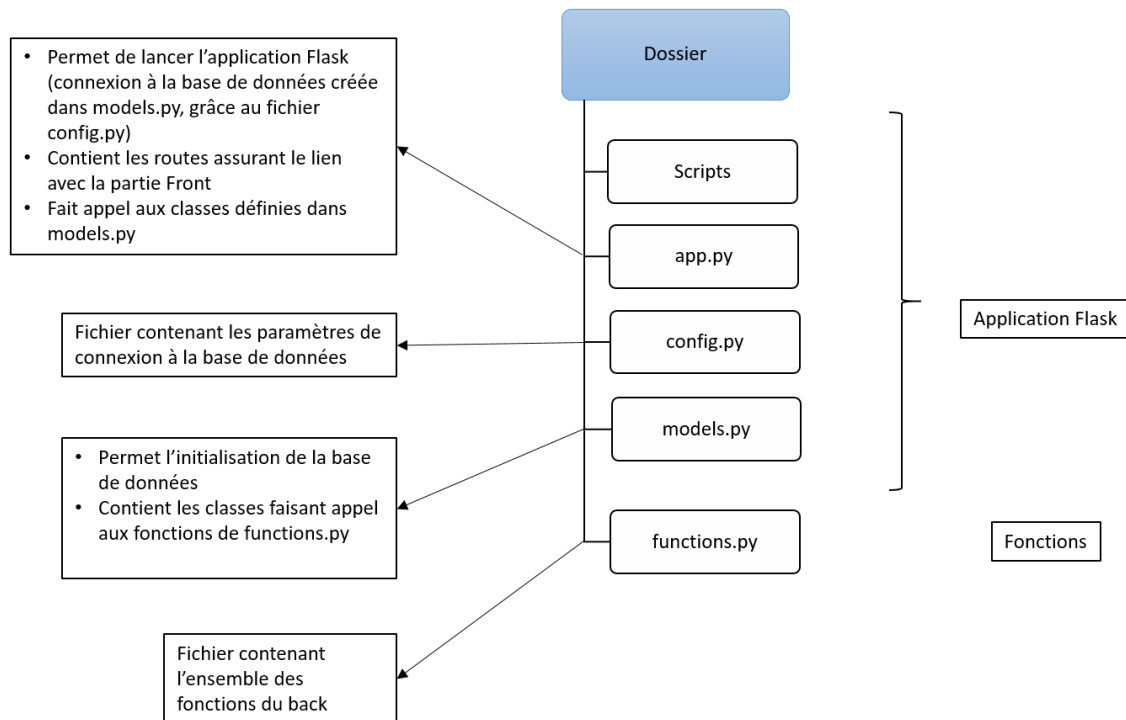 Dossier
• Permet de lancer l’application Flask
(connexion à la base de données créée
dans models.py, grâce au fichier
config.py)
• Contient les routes assurant le lien
avec la partie Front
• Fait appel aux classes définies dans
models.py
Scripts
app.py
Fichier contenant les paramètres de
connexion à la base de données
config.py
Application Flask
models.py
• Permet l’initialisation de la base
de données
• Contient les classes faisant appel
aux fonctions de functions.py
functions.py
Fonctions
Fichier contenant
l’ensemble des
fonctions du back